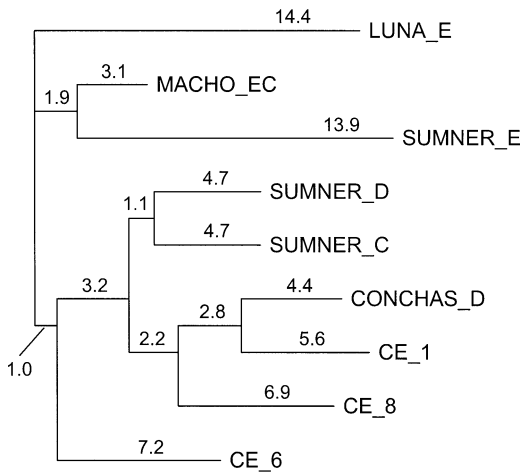 14.4
LUNA_E
3.1
MACHO_EC
1.9
13.9
SUMNER_E
4.7
SUMNER_D
1.1
4.7
SUMNER_C
3.2
4.4
CONCHAS_D
2.8
2.2
5.6
CE_1
1.0
6.9
CE_8
7.2
CE_6